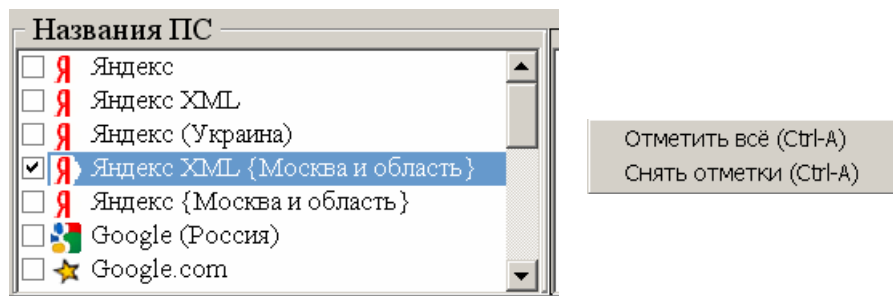 Названия ПС
Яндекс
Яндекс XML
Яндекс (Украина)
Яндекс XML {Москва и область}
Яндекс {Москва и область}
Google (Россия)
Google.com
Отметить всё (Ctrl-A)
Снять отметки (Ctrl-A)